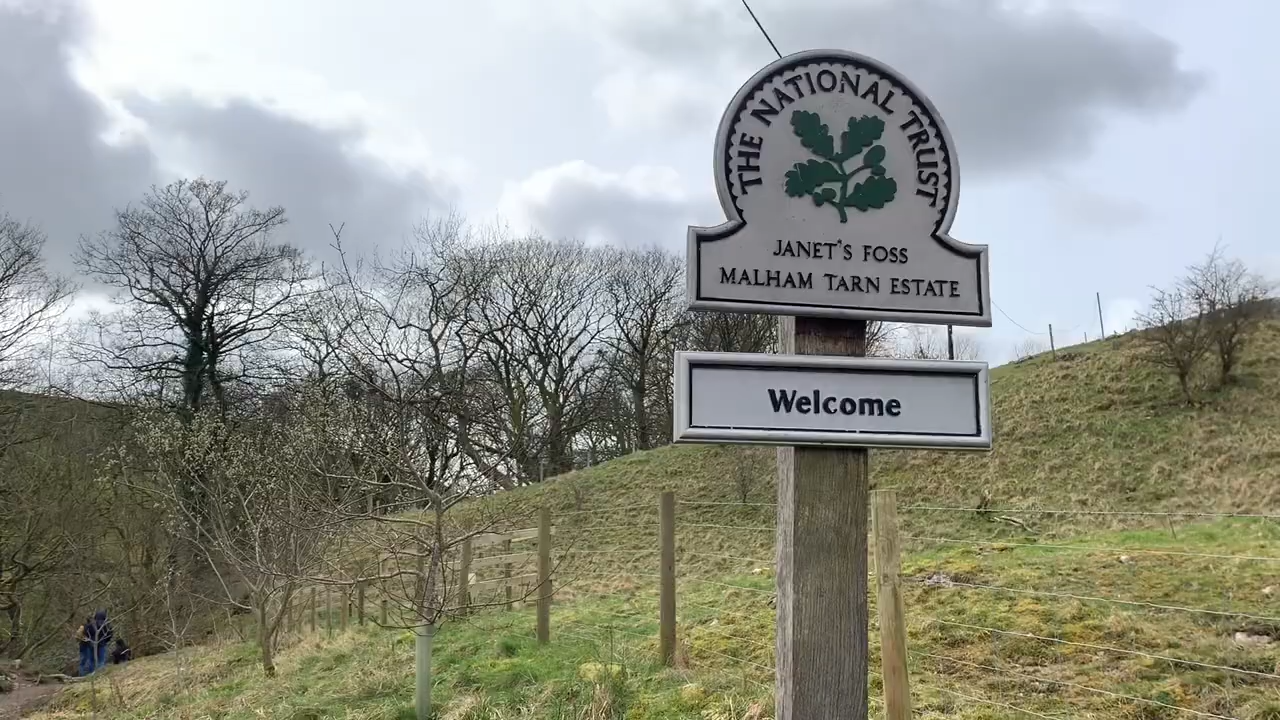 THE NATIONAL TRUST
JANET'S FOSS
MALHAM TARN ESTATE
Welcome